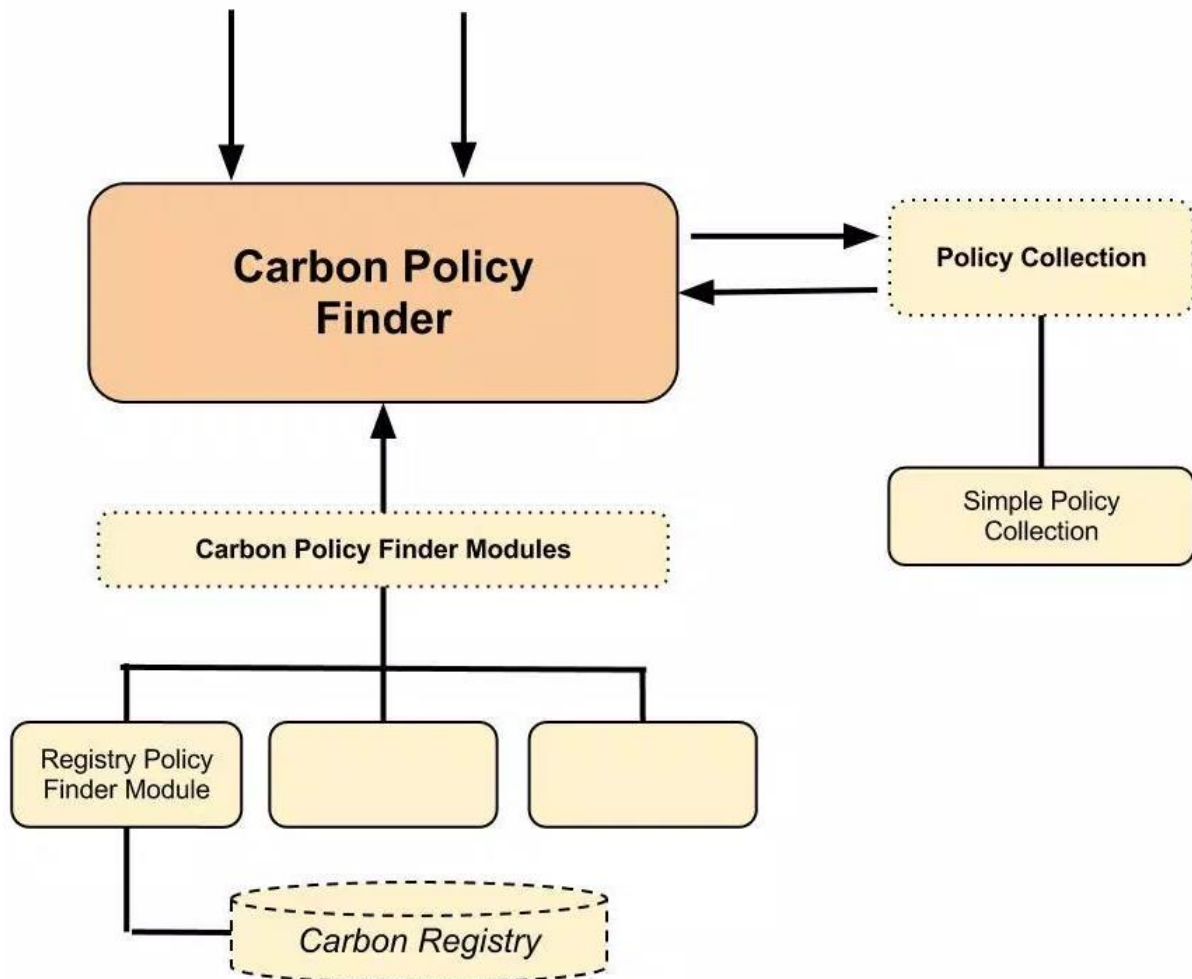 Carbon Policy
Finder
Policy Collection
Simple Policy
Collection
Carbon Policy Finder Modules
Registry Policy
Finder Module
Carbon Registry